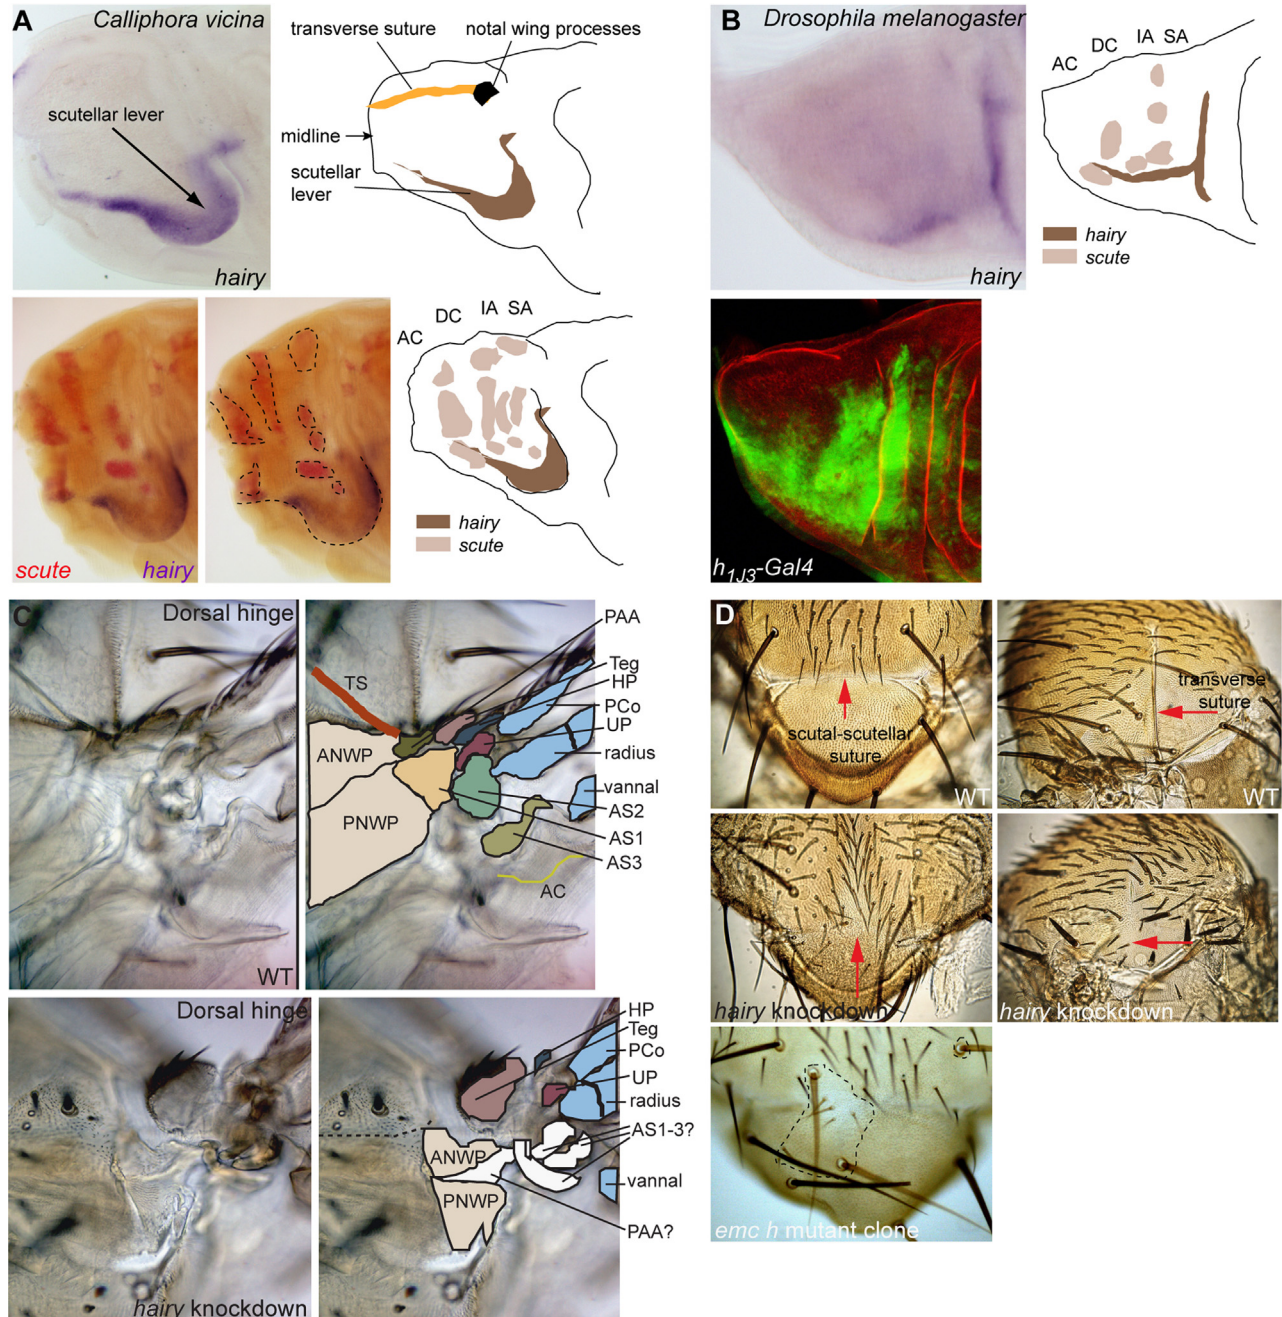 A
Calliphora vicina
scutellar lever
hairy
transverse suture
notal wing processes
midline
scutellar
lever
scute
hairy
AC
DC
IA
SA
hairy
scute
B
Drosophila melanogaster
hairy
AC
DC
IA
SA
hairy
scute
h1J3-Gal4
C
Dorsal hinge
WT
TS
ANWP
PNWP
AC
PAA
Teg
HP
PCo
UP
radius
vannal
AS2
AS1
AS3
Dorsal hinge
hairy knockdown
ANWP
PNWP
HP
Teg
PCo
UP
radius
AS1-3?
vannal
PAA?
D
scutal-scutellar
suture
WT
transverse
suture
WT
hairy knockdown
hairy knockdown
emc h mutant clone